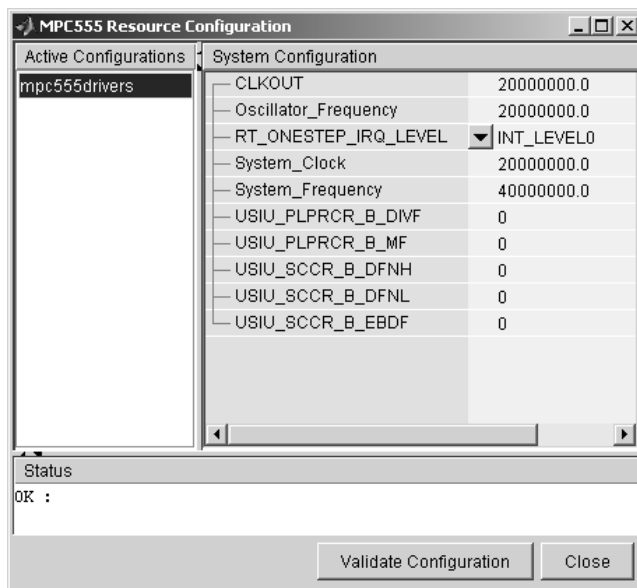 MPC555 Resource Configuration
Active Configurations
System Configuration
mpc555drivers
CLKOUT 20000000.0
Oscillator_Frequency 20000000.0
RT_ONESTEP_IRQ_LEVEL INT_LEVEL0
System_Clock 20000000.0
System_Frequency 40000000.0
USIU_PLPRCR_B_DIVF 0
USIU_PLPRCR_B_MF 0
USIU_SCCR_B_DFNH 0
USIU_SCCR_B_DFNL 0
USIU_SCCR_B_EBDF 0
Status
OK :
Validate Configuration
Close